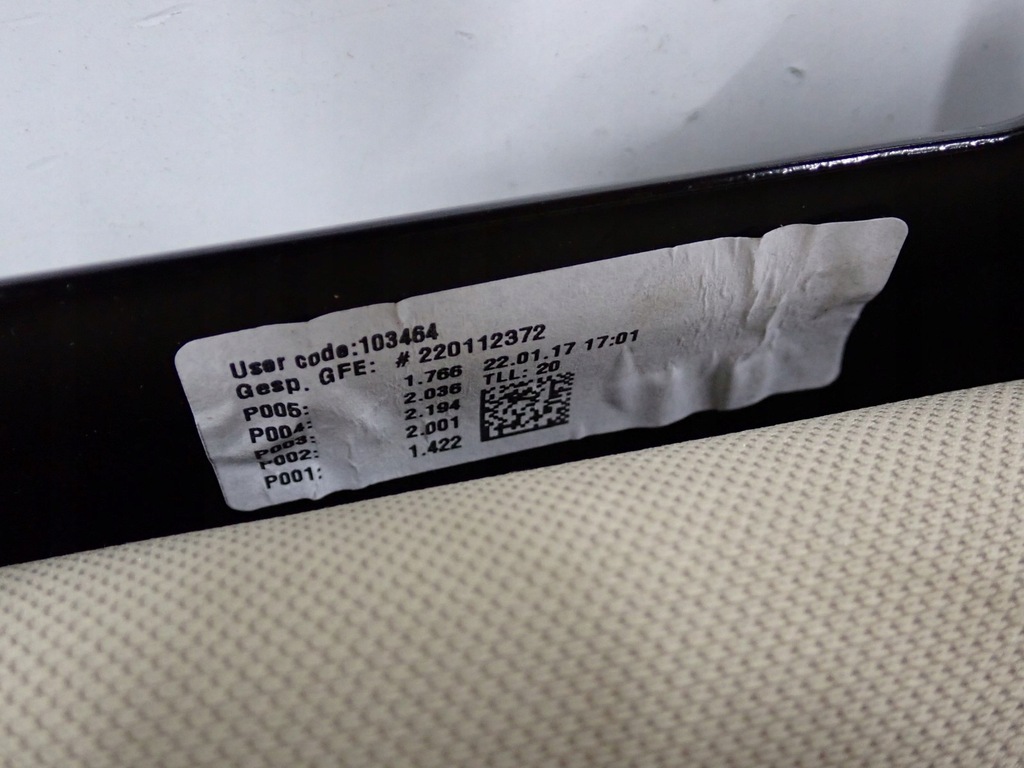 User code:103464
Gesp. GFE: # 220112372
P005: 1.766 22.01.17 17:01
P004: 2.036 TLL: 20
P003: 2.194
P002: 2.001
P001: 1.422